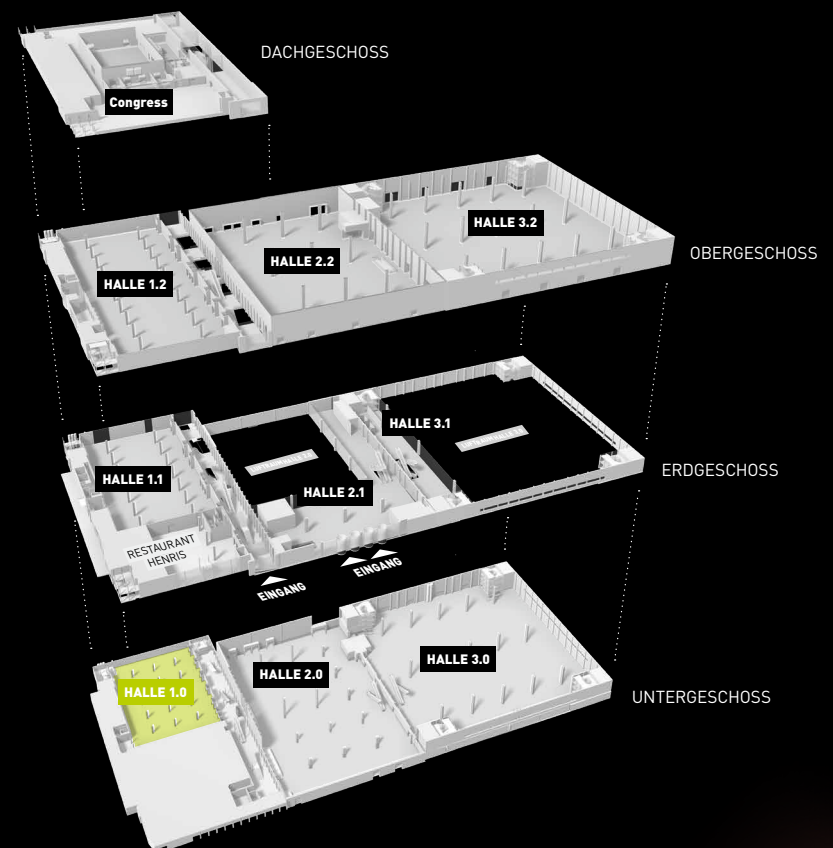 DACHGESCHOSS
Congress
HALLE 3.2
OBERGESCHOSS
HALLE 2.2
HALLE 1.2
HALLE 3.1
HALLE 1.1
ERDGESCHOSS
HALLE 2.1
RESTAURANT
HENRIS
EINGANG
EINGANG
HALLE 3.0
HALLE 2.0
HALLE 1.0
UNTERGESCHOSS